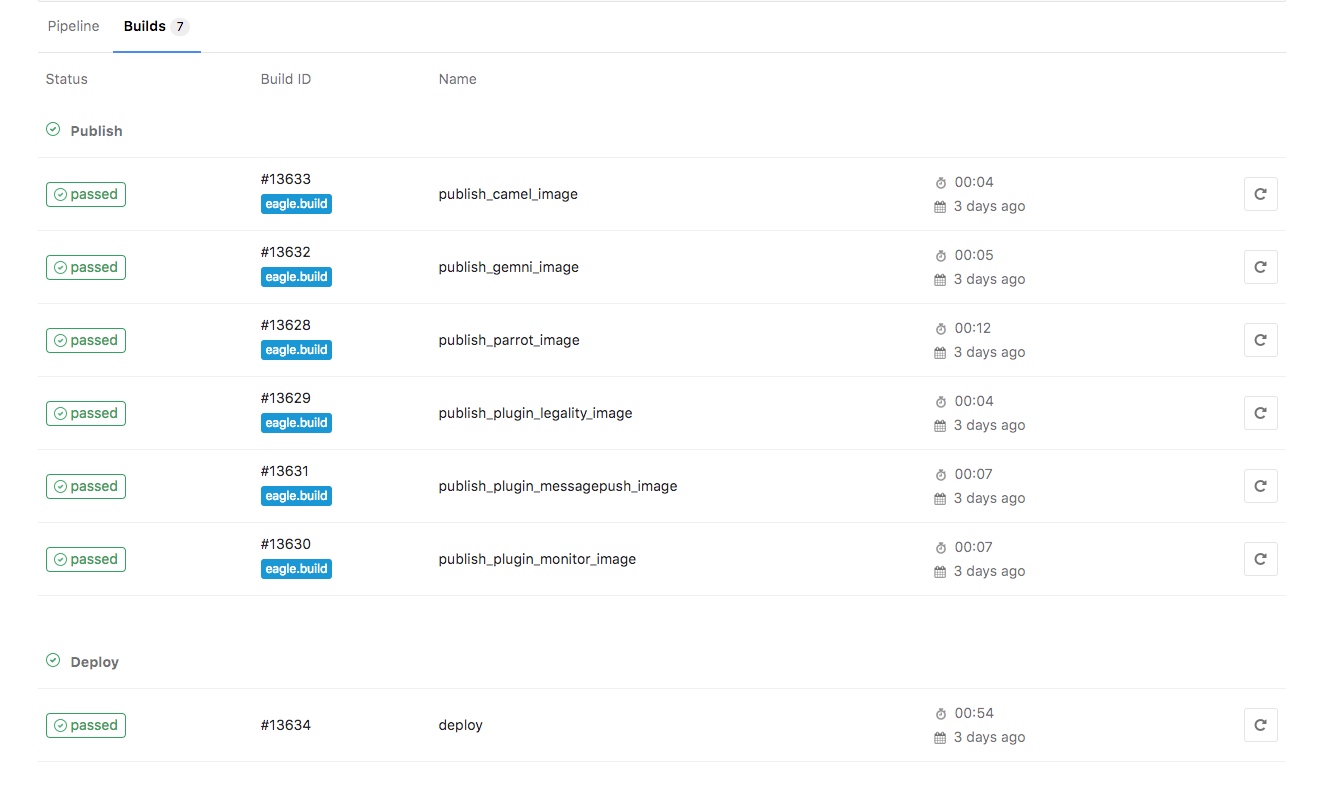 Pipeline Builds 7
Status Build ID Name
Publish
passed #13633 eagle.build publish_camel_image 00:04 3 days ago
passed #13632 eagle.build publish_gemni_image 00:05 3 days ago
passed #13628 eagle.build publish_parrot_image 00:12 3 days ago
passed #13629 eagle.build publish_plugin_legality_image 00:04 3 days ago
passed #13631 eagle.build publish_plugin_messagepush_image 00:07 3 days ago
passed #13630 eagle.build publish_plugin_monitor_image 00:07 3 days ago
Deploy
passed #13634 deploy 00:54 3 days ago